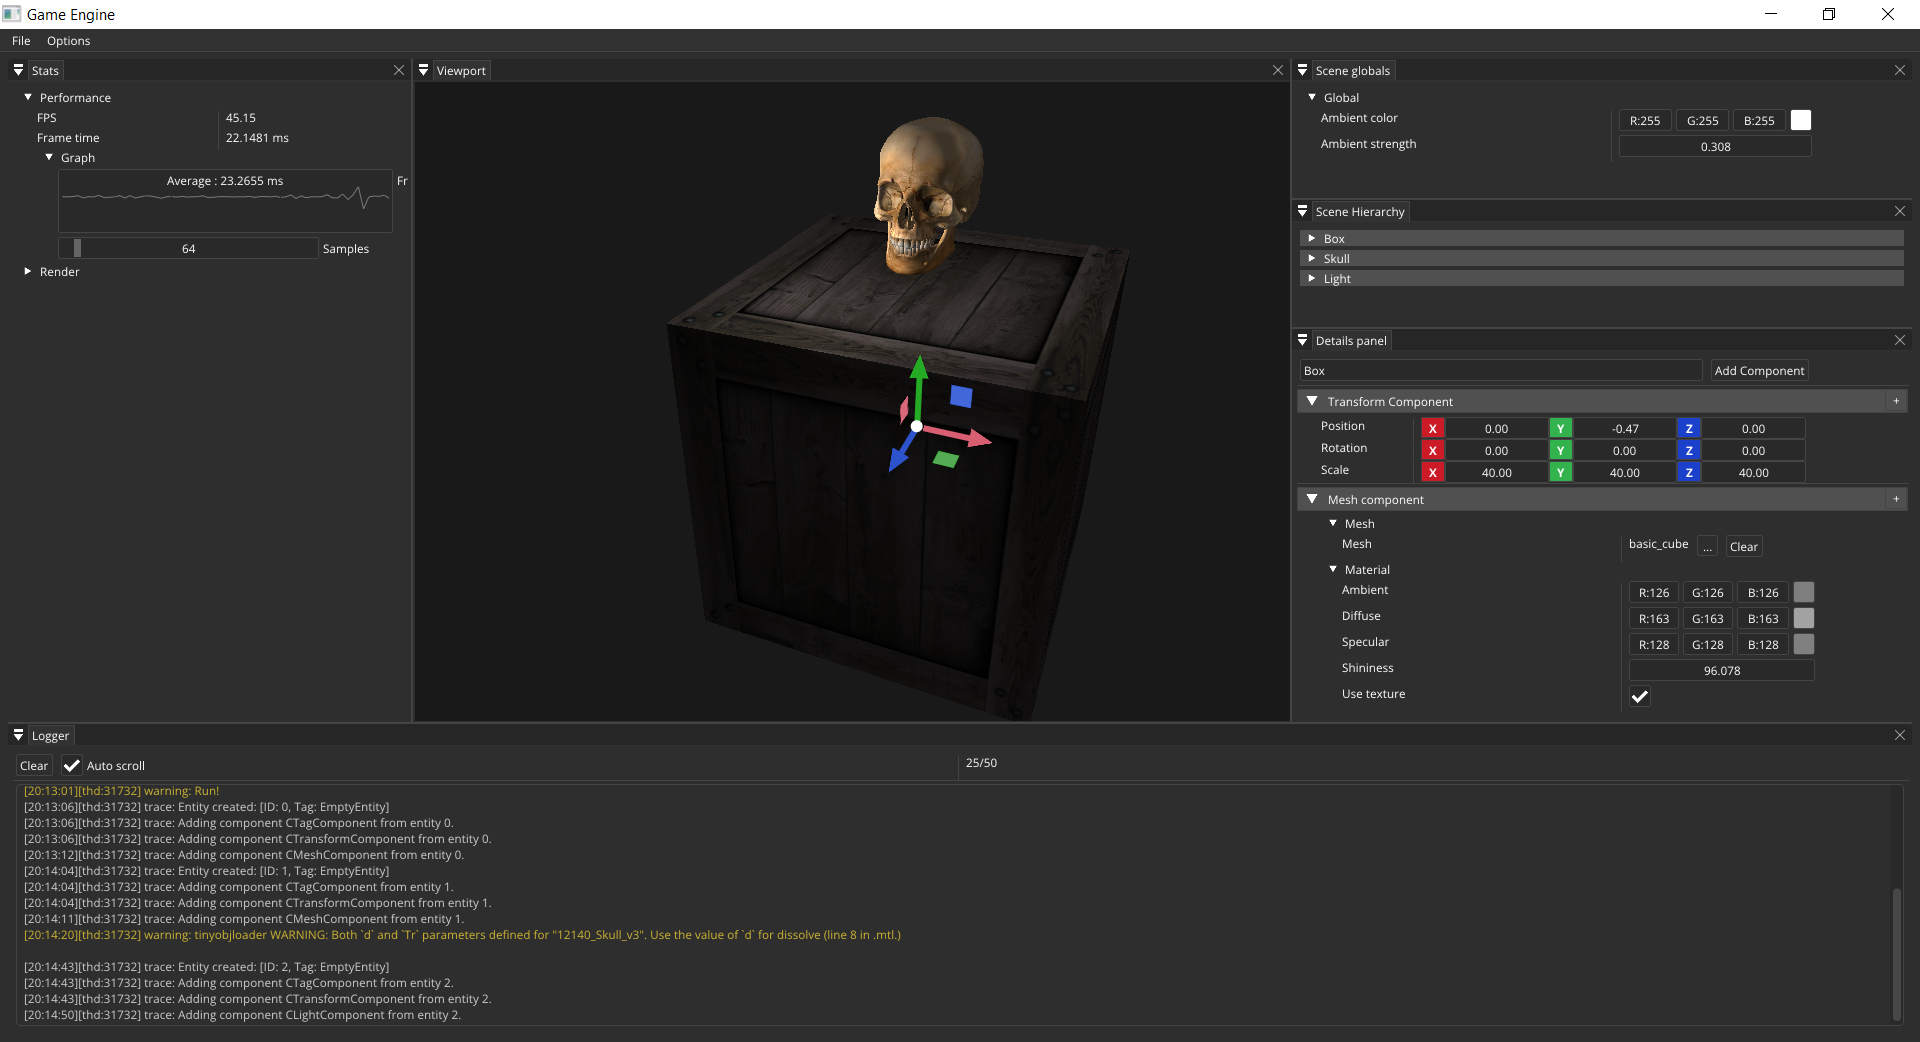 Game Engine
File Options
Stats
Performance
FPS 45.15
Frame time 22.1481 ms
Graph
Average : 23.2655 ms Fr
64 Samples
Render
Viewport
Scene globals
Global
Ambient color R:255 G:255 B:255
Ambient strength 0.308
Scene Hierarchy
Box
Skull
Light
Details panel
Box Add Component
Transform Component +
Position X 0.00 Y -0.47 Z 0.00
Rotation X 0.00 Y 0.00 Z 0.00
Scale X 40.00 Y 40.00 Z 40.00
Mesh component +
Mesh
Mesh basic_cube ... Clear
Material
Ambient R:126 G:126 B:126
Diffuse R:163 G:163 B:163
Specular R:128 G:128 B:128
Shininess 96.078
Use texture
Logger
Clear Auto scroll 25/50
[20:13:01][thd:31732] warning: Run!
[20:13:06][thd:31732] trace: Entity created: [ID: 0, Tag: EmptyEntity]
[20:13:06][thd:31732] trace: Adding component CTagComponent from entity 0.
[20:13:06][thd:31732] trace: Adding component CTransformComponent from entity 0.
[20:13:12][thd:31732] trace: Adding component CMeshComponent from entity 0.
[20:14:04][thd:31732] trace: Entity created: [ID: 1, Tag: EmptyEntity]
[20:14:04][thd:31732] trace: Adding component CTagComponent from entity 1.
[20:14:04][thd:31732] trace: Adding component CTransformComponent from entity 1.
[20:14:11][thd:31732] trace: Adding component CMeshComponent from entity 1.
[20:14:20][thd:31732] warning: tinyobjloader WARNING: Both `d` and `Tr` parameters defined for "12140_Skull_v3". Use the value of `d` for dissolve (line 8 in .mtl.)
[20:14:43][thd:31732] trace: Entity created: [ID: 2, Tag: EmptyEntity]
[20:14:43][thd:31732] trace: Adding component CTagComponent from entity 2.
[20:14:43][thd:31732] trace: Adding component CTransformComponent from entity 2.
[20:14:50][thd:31732] trace: Adding component CLightComponent from entity 2.